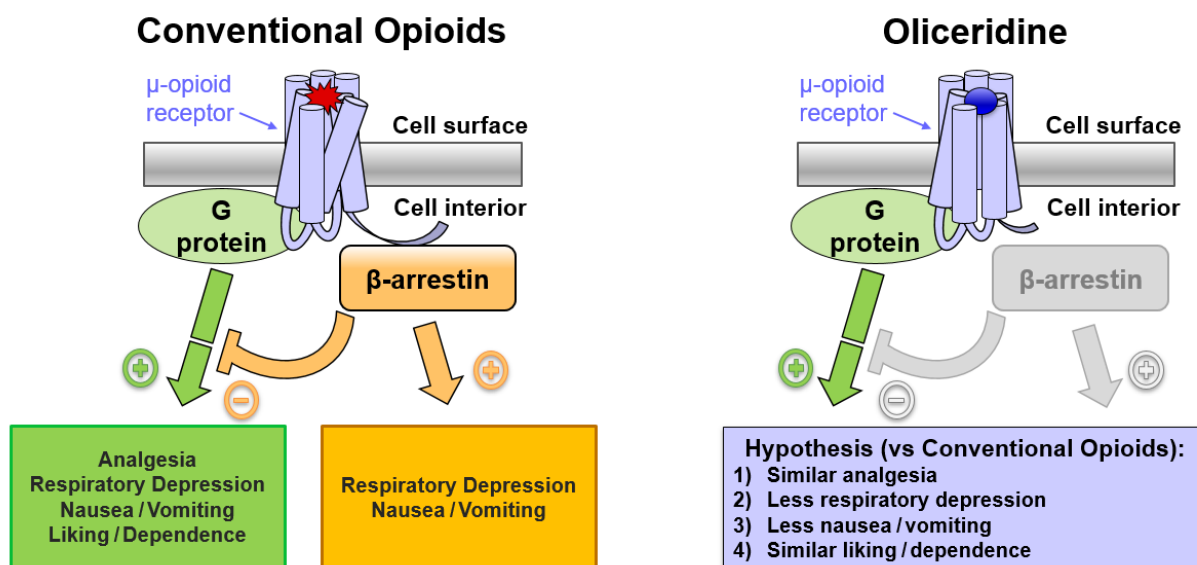 Conventional Opioids
μ-opioid
receptor
Cell surface
Cell interior
G
protein
β-arrestin
+
−
+
Analgesia
Respiratory Depression
Nausea / Vomiting
Liking / Dependence
Respiratory Depression
Nausea / Vomiting
Oliceridine
μ-opioid
receptor
Cell surface
Cell interior
G
protein
β-arrestin
+
−
+
Hypothesis (vs Conventional Opioids):
1) Similar analgesia
2) Less respiratory depression
3) Less nausea / vomiting
4) Similar liking / dependence